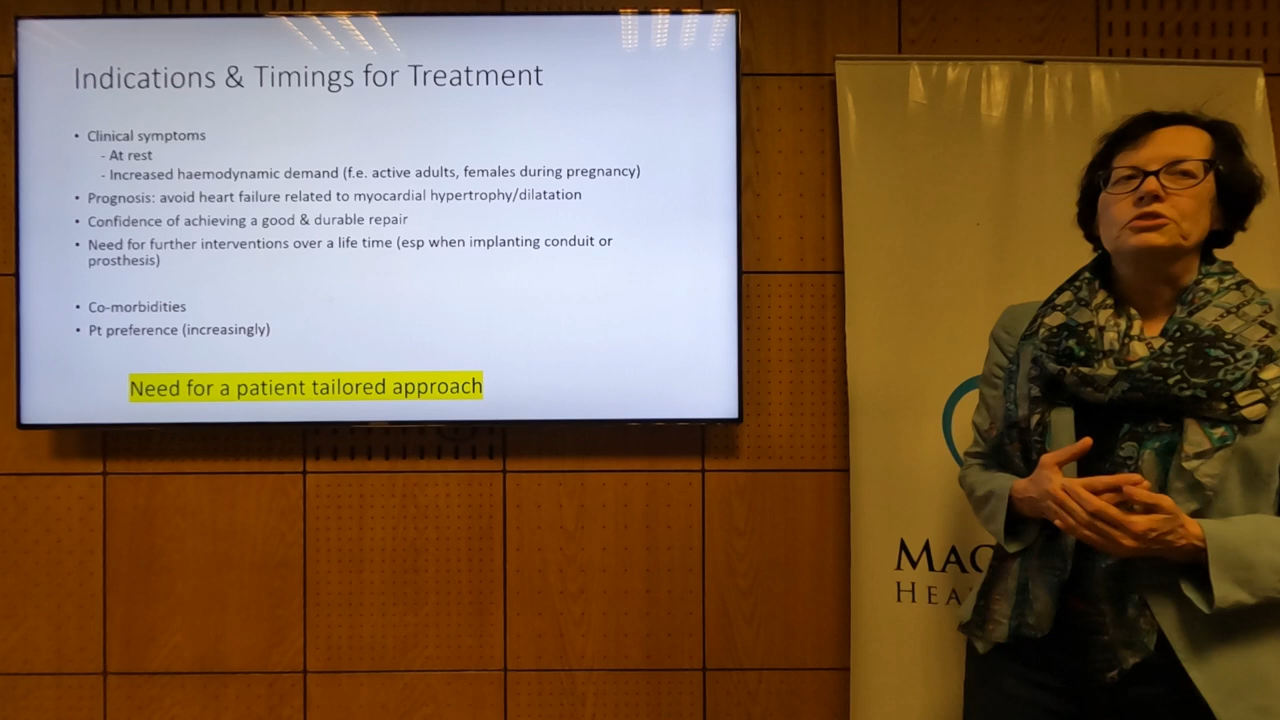 Indications & Timings for Treatment
• Clinical symptoms
- At rest
- Increased haemodynamic demand (f.e. active adults, females during pregnancy)
• Prognosis: avoid heart failure related to myocardial hypertrophy/dilatation
• Confidence of achieving a good & durable repair
• Need for further interventions over a life time (esp when implanting conduit or
prosthesis)
• Co-morbidities
• Pt preference (increasingly)
Need for a patient tailored approach